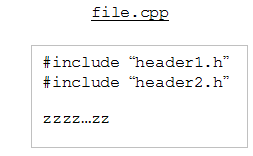 file.cpp
#include “header1.h”
#include “header2.h”
zzzz…zz